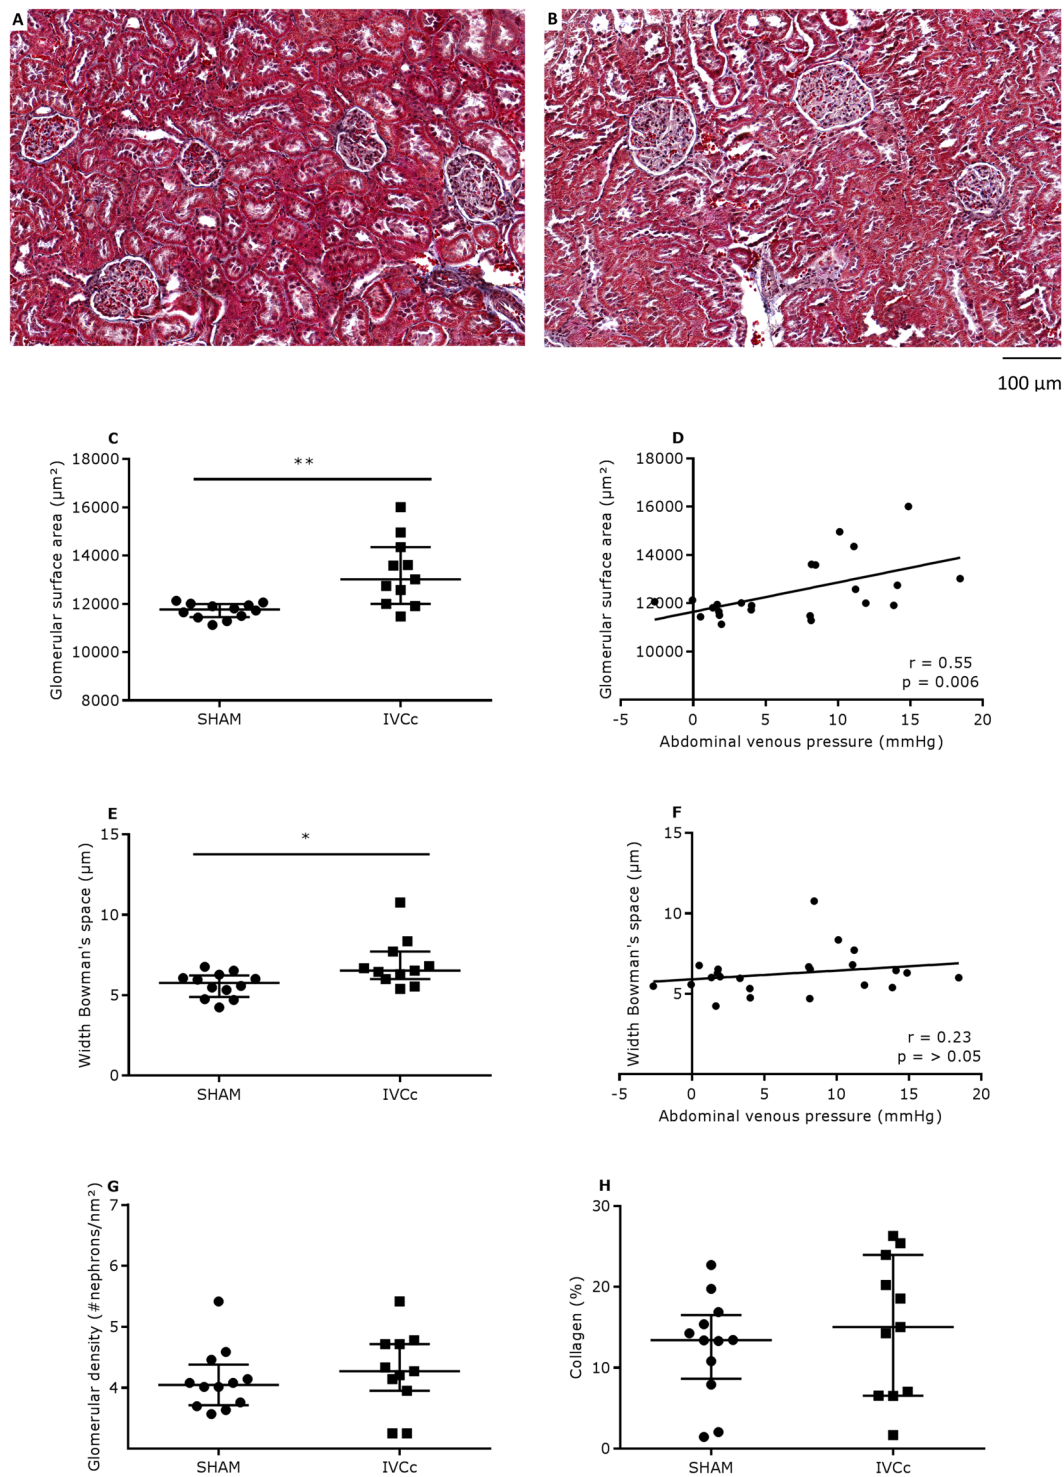 A
B
100 µm
C
Glomerular surface area (µm²)
18000
16000
14000
12000
10000
8000
**
SHAM
IVCc
D
Glomerular surface area (µm²)
18000
16000
14000
12000
10000
r = 0.55
p = 0.006
-5
0
5
10
15
20
Abdominal venous pressure (mmHg)
E
Width Bowman's space (µm)
15
10
5
0
*
SHAM
IVCc
F
Width Bowman's space (µm)
15
10
5
r = 0.23
p = > 0.05
-5
0
5
10
15
20
Abdominal venous pressure (mmHg)
G
Glomerular density (#nephrons/nm²)
7
6
5
4
SHAM
IVCc
H
Collagen (%)
30
20
10
0
SHAM
IVCc